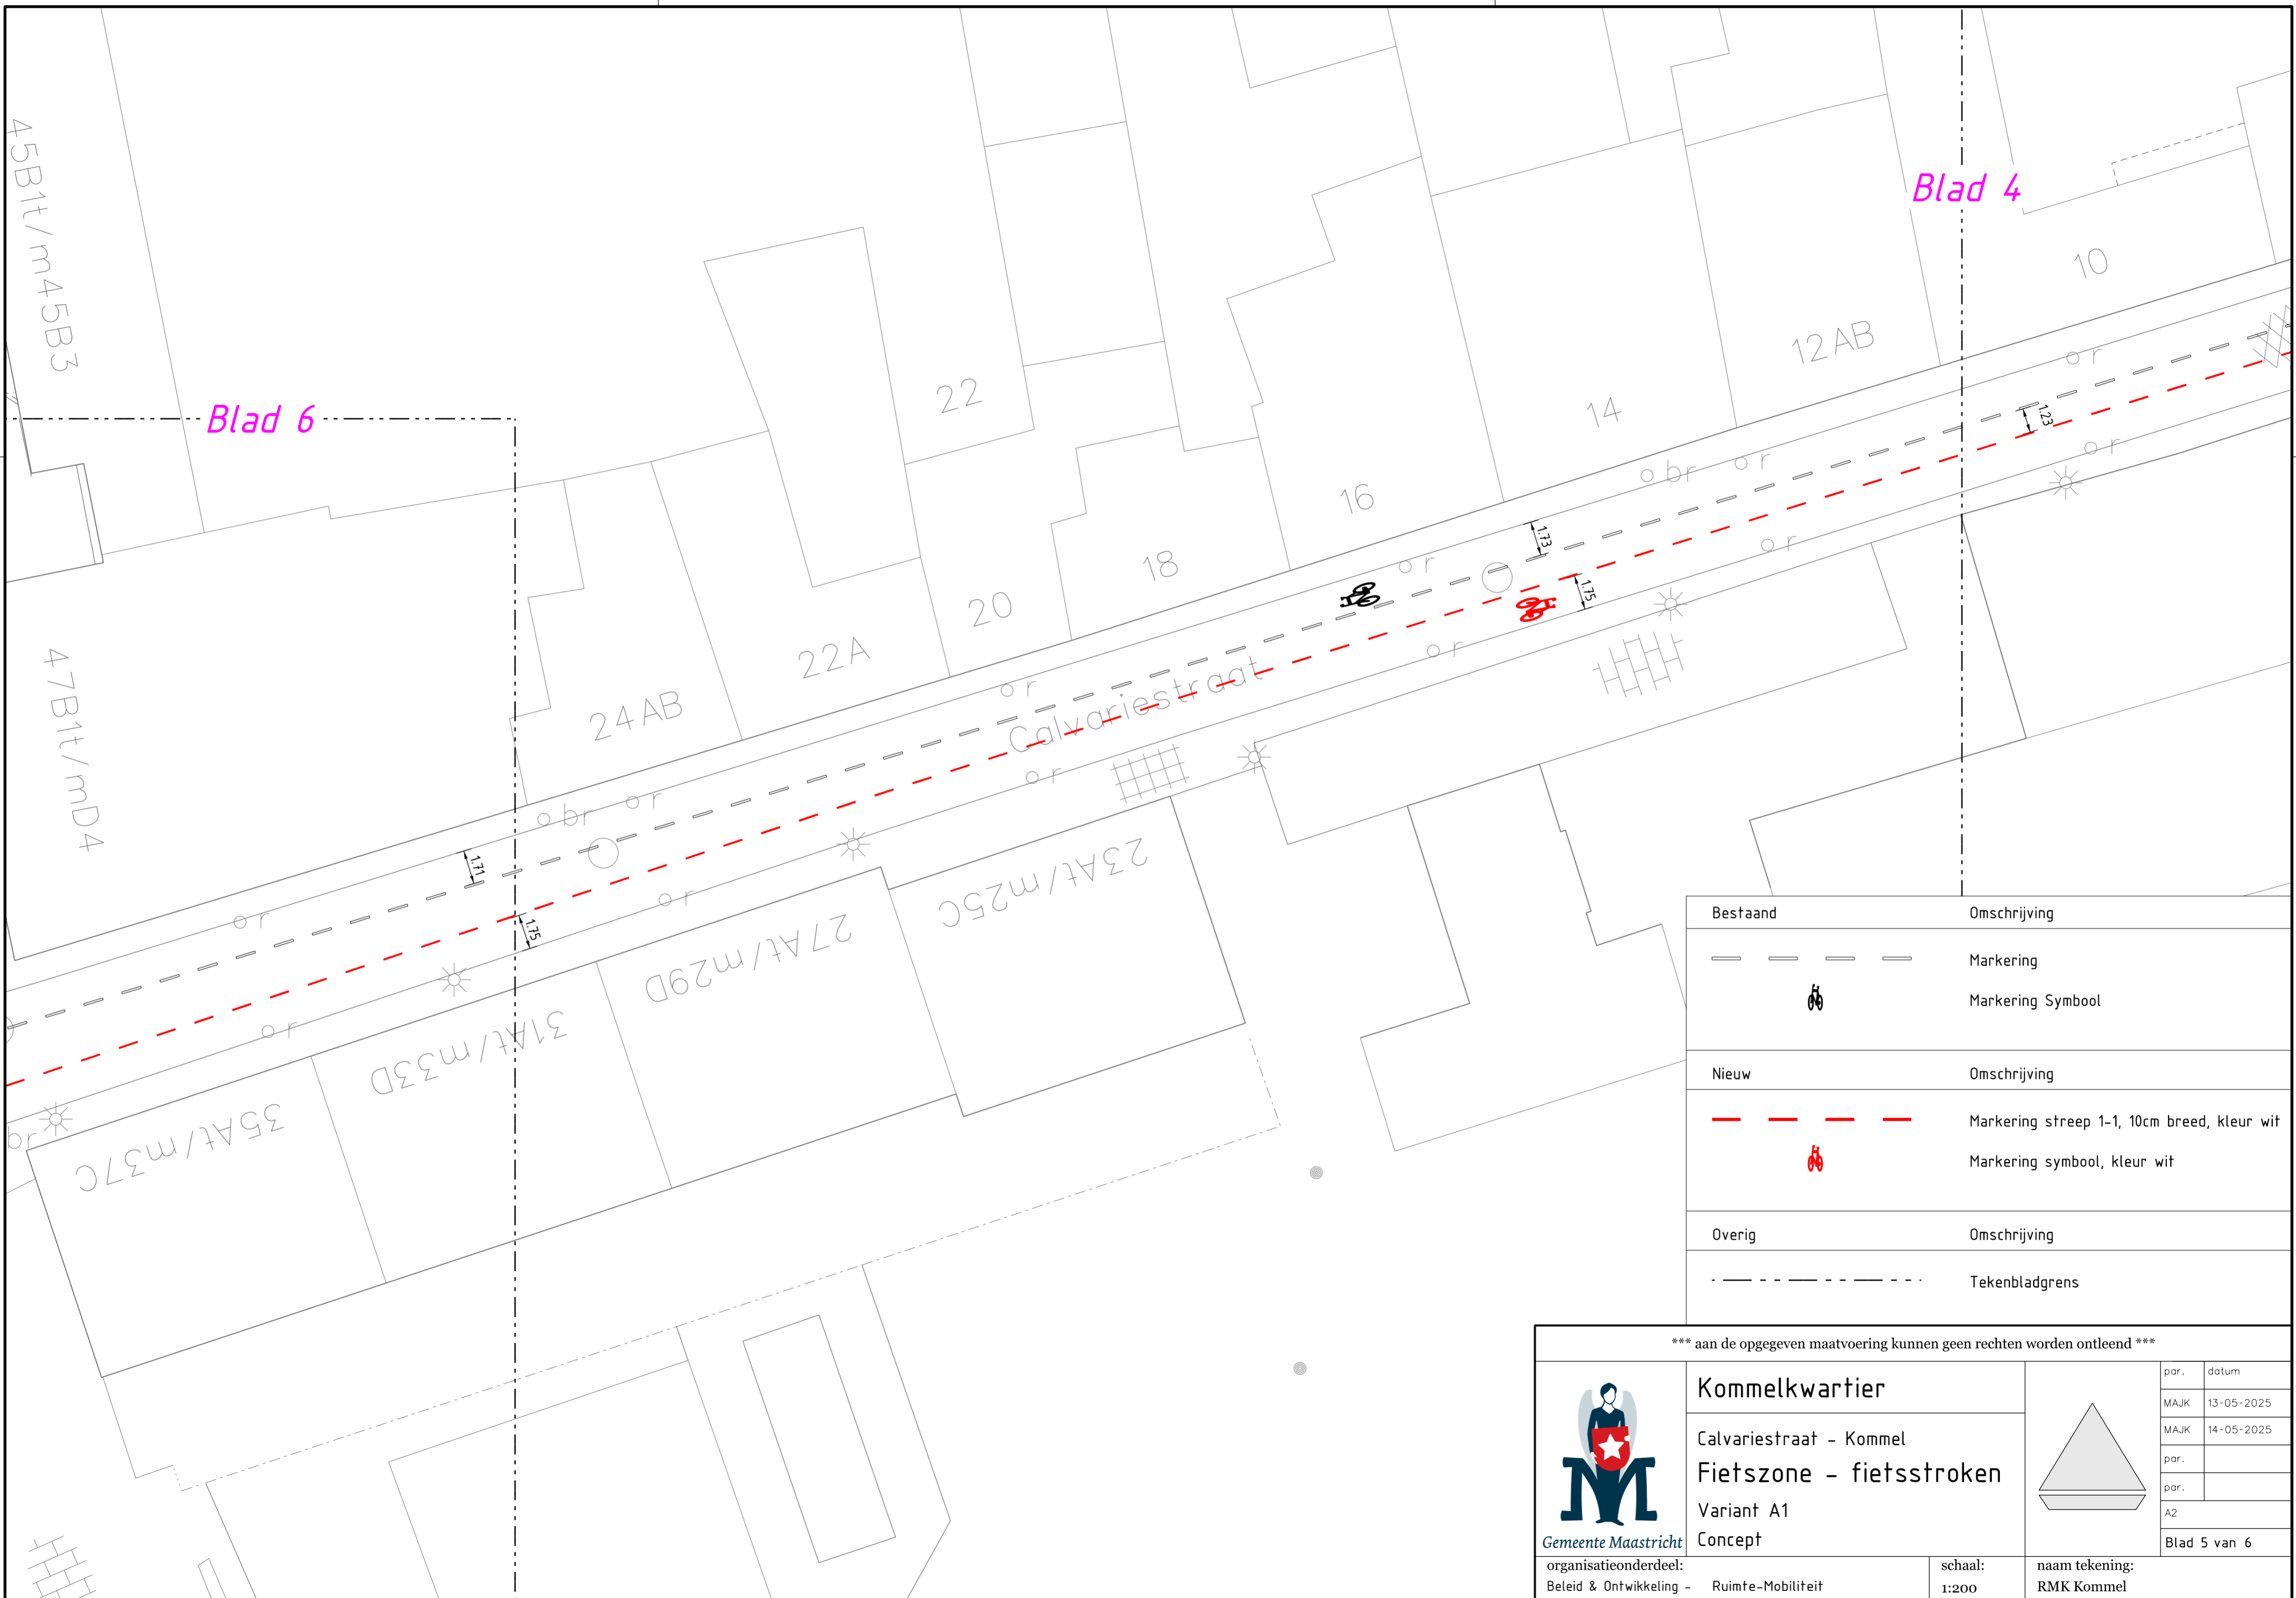 45B1t/m45B3
Blad 4
10
12AB
1.23
22
Blad 6
14
br
r
r
r
r
16
1.73
18
r
r
1.75
20
r
22A
47B1t/mD4
24AB
r
Calvariestraat
r
br
r
23At/m25C
1.71
r
r
1.75
27At/m29D
r
31At/m33D
br
35At/m37C
Bestaand Omschrijving
Markering
Markering Symbool
Nieuw Omschrijving
Markering streep 1-1, 10cm breed, kleur wit
Markering symbool, kleur wit
Overig Omschrijving
Tekenbladgrens
*** aan de opgegeven maatvoering kunnen geen rechten worden ontleend ***
Gemeente Maastricht
Kommelkwartier
Calvariestraat - Kommel
Fietszone - fietsstroken
Variant A1
Concept
par. datum
MAJK 13-05-2025
MAJK 14-05-2025
par.
par.
A2
Blad 5 van 6
organisatieonderdeel:
Beleid & Ontwikkeling - Ruimte-Mobiliteit
schaal:
1:200
naam tekening:
RMK Kommel